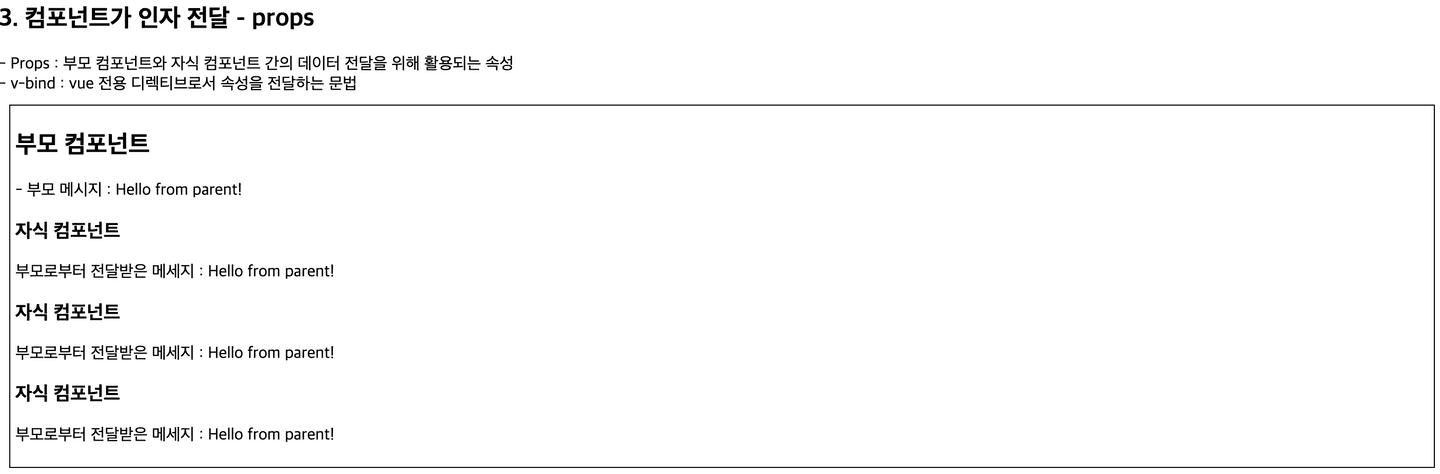 3. 컴포넌트가 인자 전달 - props
- Props : 부모 컴포넌트와 자식 컴포넌트 간의 데이터 전달을 위해 활용되는 속성
- v-bind : vue 전용 디렉티브로서 속성을 전달하는 문법
부모 컴포넌트
- 부모 메시지 : Hello from parent!
자식 컴포넌트
부모로부터 전달받은 메세지 : Hello from parent!
자식 컴포넌트
부모로부터 전달받은 메세지 : Hello from parent!
자식 컴포넌트
부모로부터 전달받은 메세지 : Hello from parent!